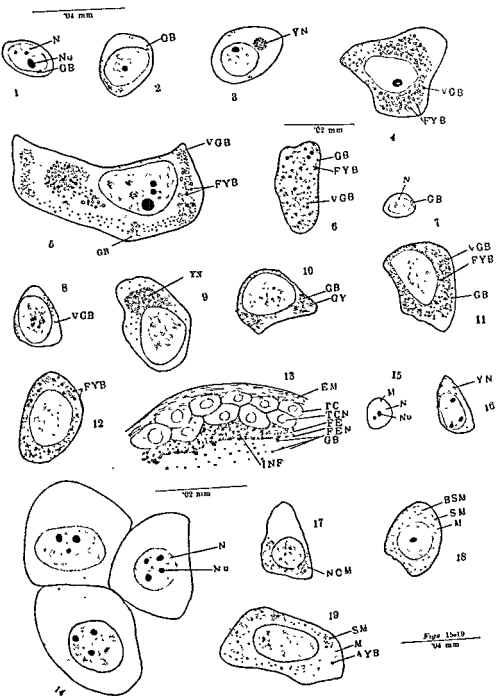 '04 mm
N
Nu
GB
1
GB
2
YN
3
VGB
FYB
4
VGB
FYB
GB
5
'02 mm
GB
FYB
VGB
6
N
GB
7
8
VGB
YN
9
10
GB
GY
VGB
FYB
GB
11
FYB
12
13
EM
TC
TCN
FE
FEN
GB
INF
15
M
N
Nu
YN
16
'02 mm
N
Nu
14
17
NCM
BSM
SM
M
18
19
SM
M
AYB
Figs 15-19
'04 mm